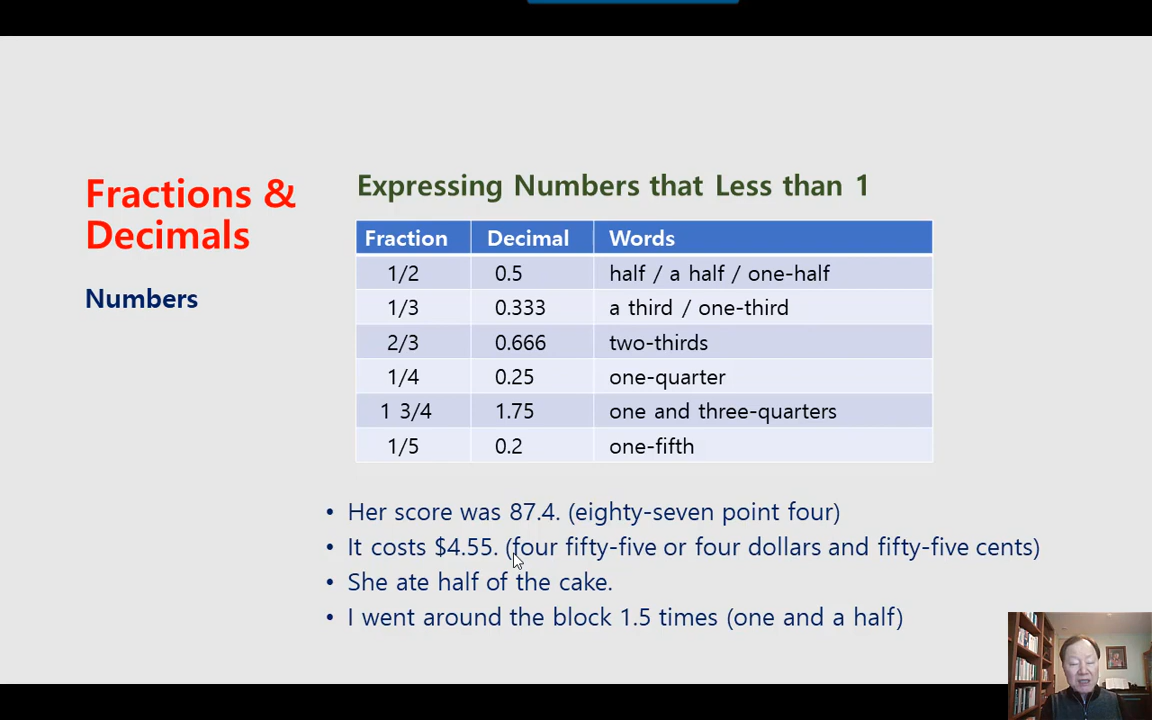 Fractions &
Decimals
Numbers
Expressing Numbers that Less than 1
Fraction Decimal Words
1/2 0.5 half / a half / one-half
1/3 0.333 a third / one-third
2/3 0.666 two-thirds
1/4 0.25 one-quarter
1 3/4 1.75 one and three-quarters
1/5 0.2 one-fifth
• Her score was 87.4. (eighty-seven point four)
• It costs $4.55. (four fifty-five or four dollars and fifty-five cents)
• She ate half of the cake.
• I went around the block 1.5 times (one and a half)